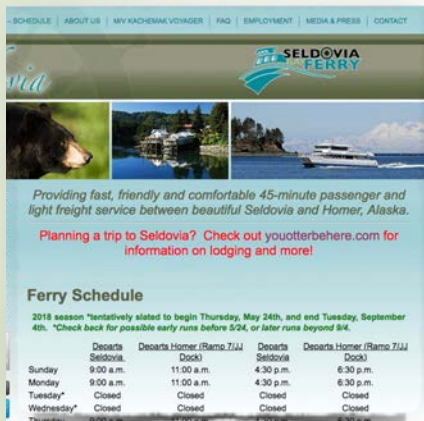 SCHEDULE | ABOUT US | M/V KACHEMAK VOYAGER | FAQ | EMPLOYMENT | MEDIA & PRESS | CONTACT
SELDOVIA
FERRY
via
Providing fast, friendly and comfortable 45-minute passenger and
light freight service between beautiful Seldovia and Homer, Alaska.
Planning a trip to Seldovia? Check out youotterbehere.com for
information on lodging and more!
Ferry Schedule
2018 season *tentatively slated to begin Thursday, May 24th, and end Tuesday, September
4th. *Check back for possible early runs before 5/24, or later runs beyond 9/4.
Departs Seldovia Departs Homer (Ramp 7/JJ Dock) Departs Seldovia Departs Homer (Ramp 7/JJ Dock)
Sunday 9:00 a.m. 11:00 a.m. 4:30 p.m. 6:30 p.m.
Monday 9:00 a.m. 11:00 a.m. 4:30 p.m. 6:30 p.m.
Tuesday* Closed Closed Closed Closed
Wednesday* Closed Closed Closed Closed